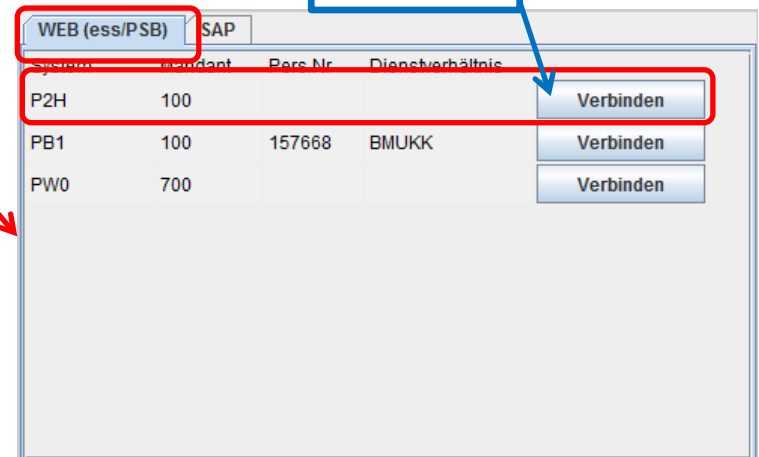 WEB (ess/PSB) SAP
System Mandant Pers.Nr. Dienstverhältnis
P2H 100 Verbinden
PB1 100 157668 BMUKK Verbinden
PW0 700 Verbinden